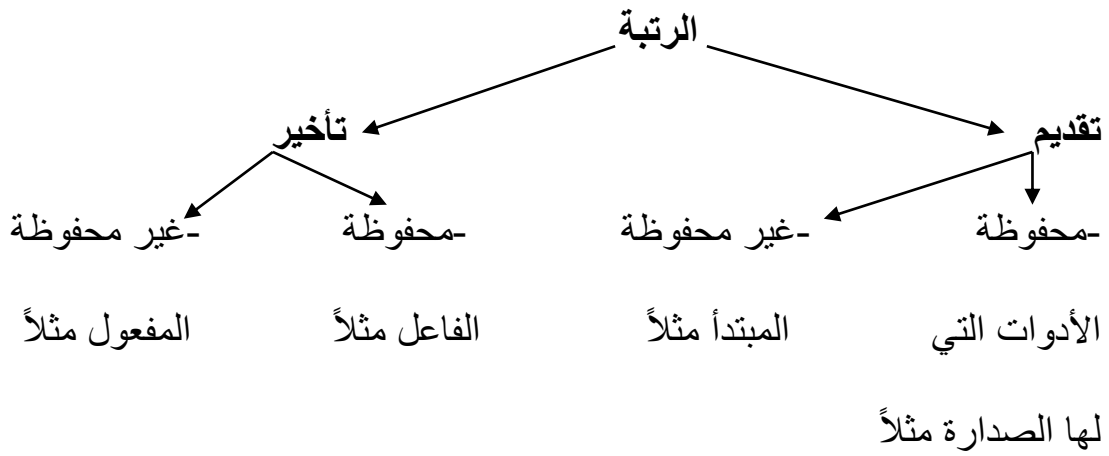 الرتبة
تقديم تأخير
-محفوظة -غير محفوظة -محفوظة -غير محفوظة
الأدوات التي المبتدأ مثلاً الفاعل مثلاً المفعول مثلاً
لها الصدارة مثلاً